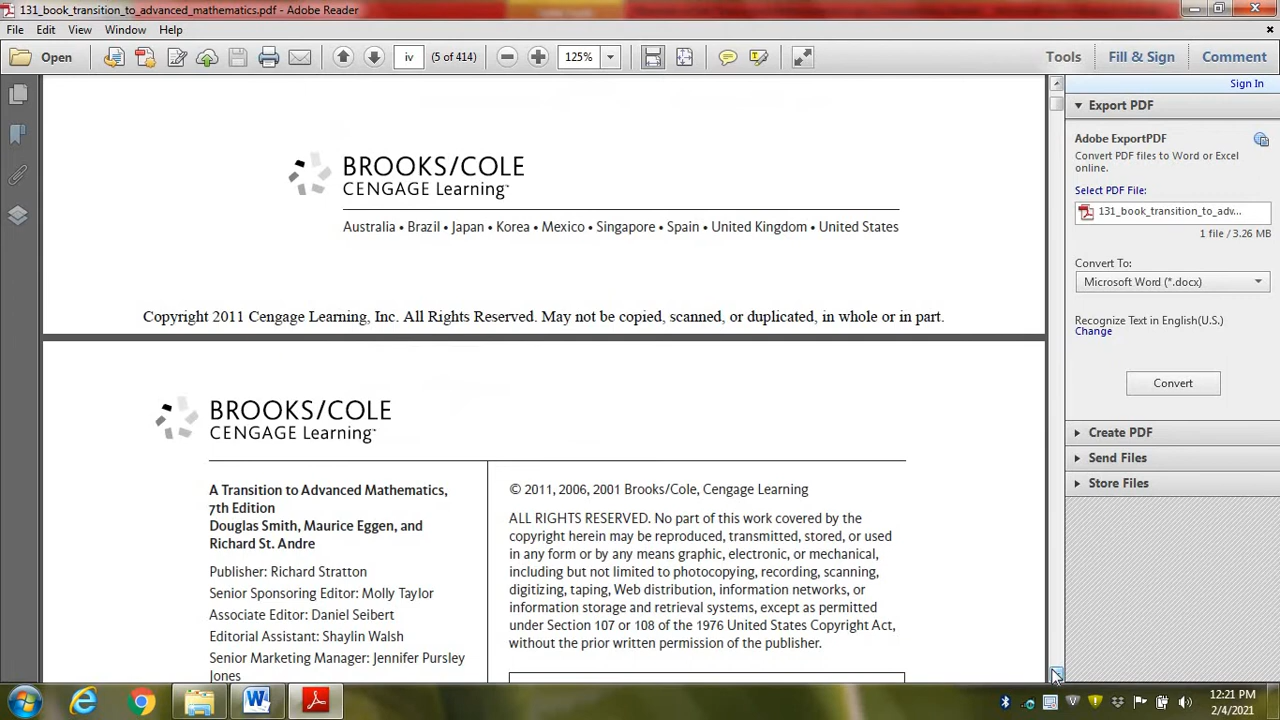 131_book_transition_to_advanced_mathematics.pdf - Adobe Reader
File Edit View Window Help
Open iv (5 of 414) 125% Tools Fill & Sign Comment
Sign In
BROOKS/COLE
CENGAGE Learning™
Australia • Brazil • Japan • Korea • Mexico • Singapore • Spain • United Kingdom • United States
Copyright 2011 Cengage Learning, Inc. All Rights Reserved. May not be copied, scanned, or duplicated, in whole or in part.
BROOKS/COLE
CENGAGE Learning™
A Transition to Advanced Mathematics,
7th Edition
Douglas Smith, Maurice Eggen, and
Richard St. Andre
Publisher: Richard Stratton
Senior Sponsoring Editor: Molly Taylor
Associate Editor: Daniel Seibert
Editorial Assistant: Shaylin Walsh
Senior Marketing Manager: Jennifer Pursley
Jones
© 2011, 2006, 2001 Brooks/Cole, Cengage Learning
ALL RIGHTS RESERVED. No part of this work covered by the
copyright herein may be reproduced, transmitted, stored, or used
in any form or by any means graphic, electronic, or mechanical,
including but not limited to photocopying, recording, scanning,
digitizing, taping, Web distribution, information networks, or
information storage and retrieval systems, except as permitted
under Section 107 or 108 of the 1976 United States Copyright Act,
without the prior written permission of the publisher.
Export PDF
Adobe ExportPDF
Convert PDF files to Word or Excel
online.
Select PDF File:
131_book_transition_to_adv...
1 file / 3.26 MB
Convert To:
Microsoft Word (*.docx)
Recognize Text in English(U.S.)
Change
Convert
Create PDF
Send Files
Store Files
12:21 PM
2/4/2021